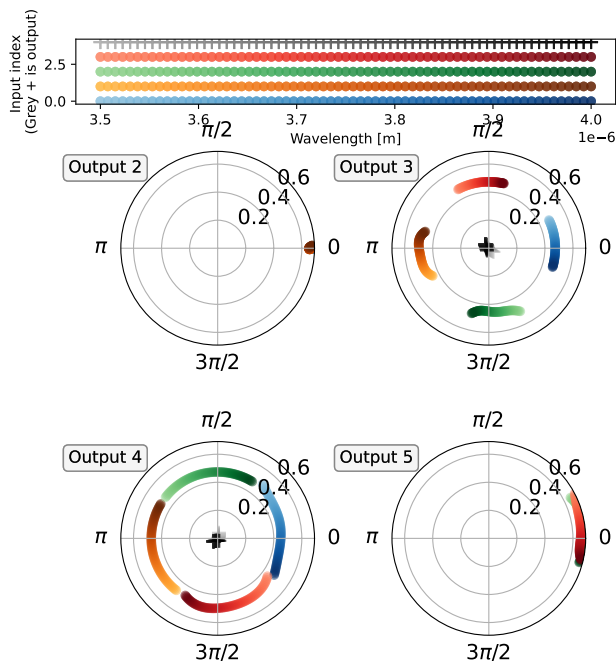 Input index
(Grey + is output)
2.5
0.0
3.5
3.6
3.7
3.8
3.9
4.0
Wavelength [m]
1e−6
π/2
π/2
Output 2
0.6
0.4
0.2
π
0
3π/2
Output 3
0.6
0.4
0.2
π
0
3π/2
π/2
π/2
Output 4
0.6
0.4
0.2
π
0
3π/2
Output 5
0.6
0.4
0.2
π
0
3π/2